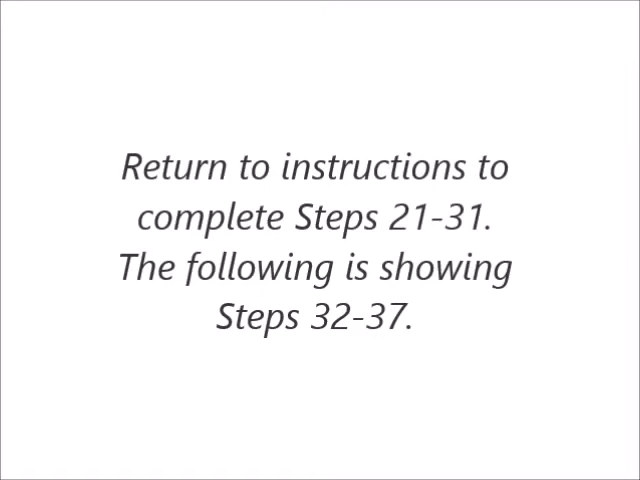 Return to instructions to
complete Steps 21-31.
The following is showing
Steps 32-37.